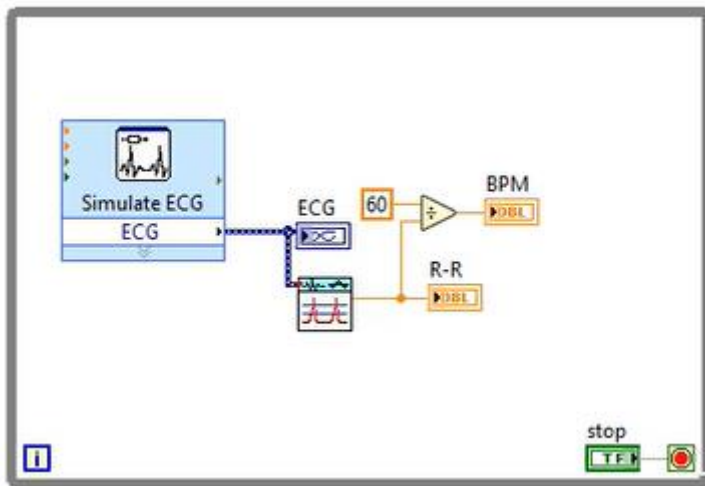 Simulate ECG
ECG
ECG
60
÷
BPM
DBL
R-R
DBL
stop
TF
i